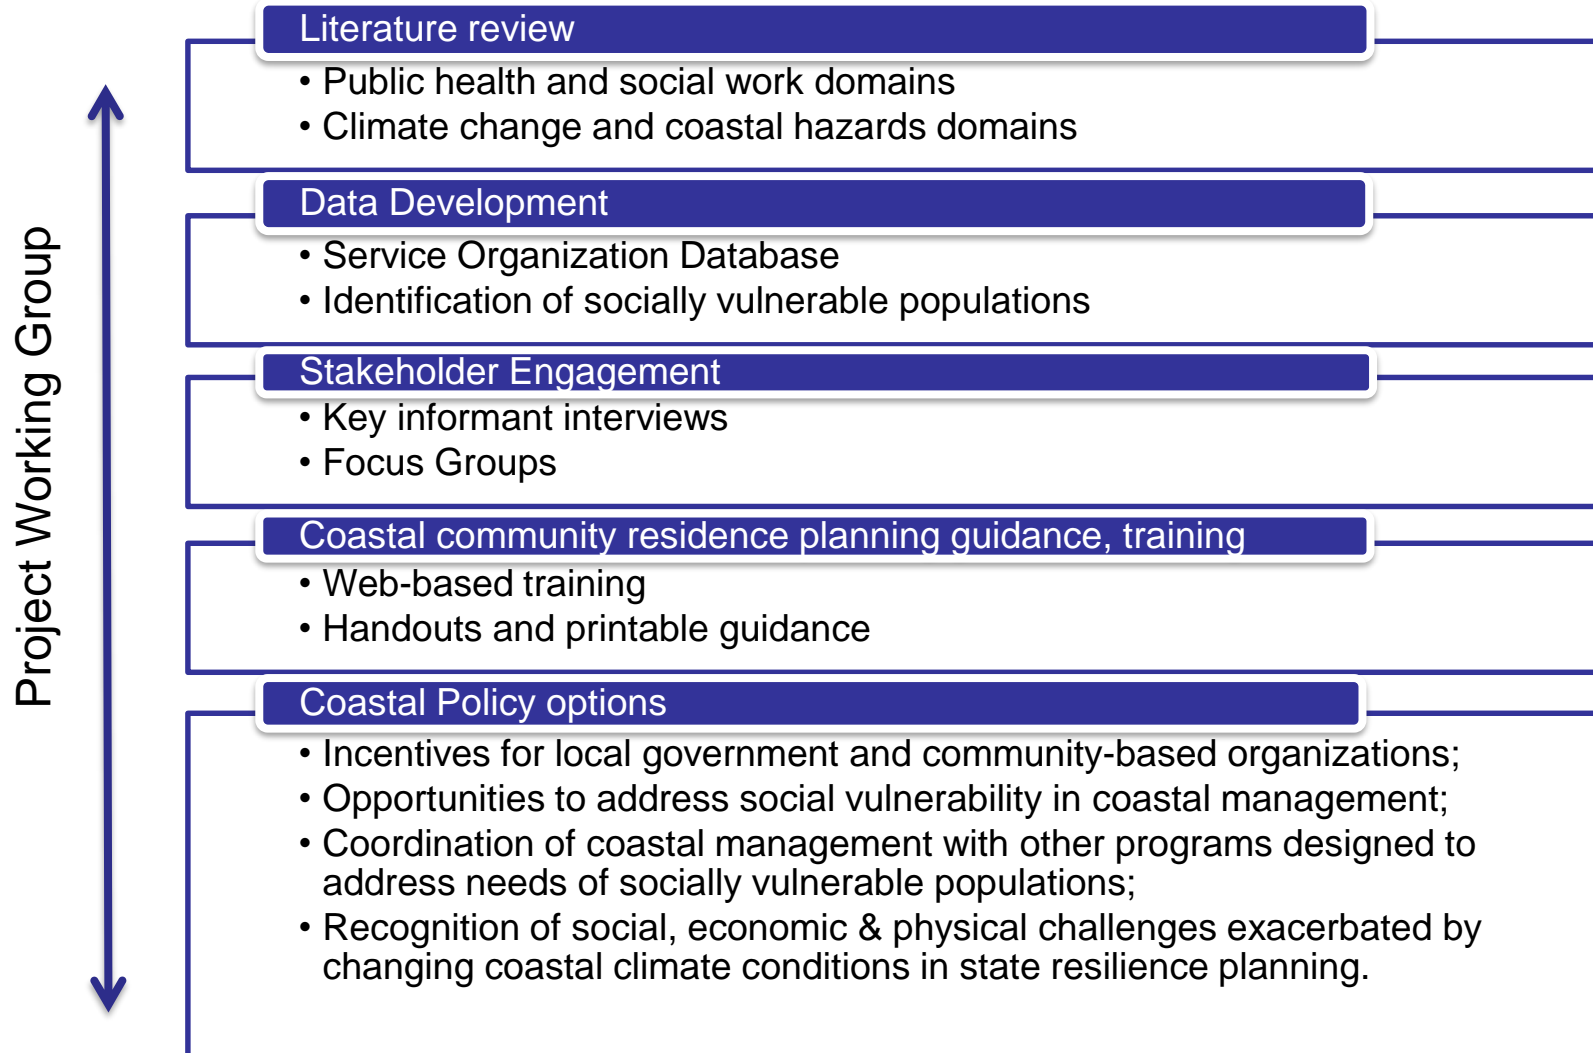 Project Working Group
Literature review
• Public health and social work domains
• Climate change and coastal hazards domains
Data Development
• Service Organization Database
• Identification of socially vulnerable populations
Stakeholder Engagement
• Key informant interviews
• Focus Groups
Coastal community residence planning guidance, training
• Web-based training
• Handouts and printable guidance
Coastal Policy options
• Incentives for local government and community-based organizations;
• Opportunities to address social vulnerability in coastal management;
• Coordination of coastal management with other programs designed to
address needs of socially vulnerable populations;
• Recognition of social, economic & physical challenges exacerbated by
changing coastal climate conditions in state resilience planning.